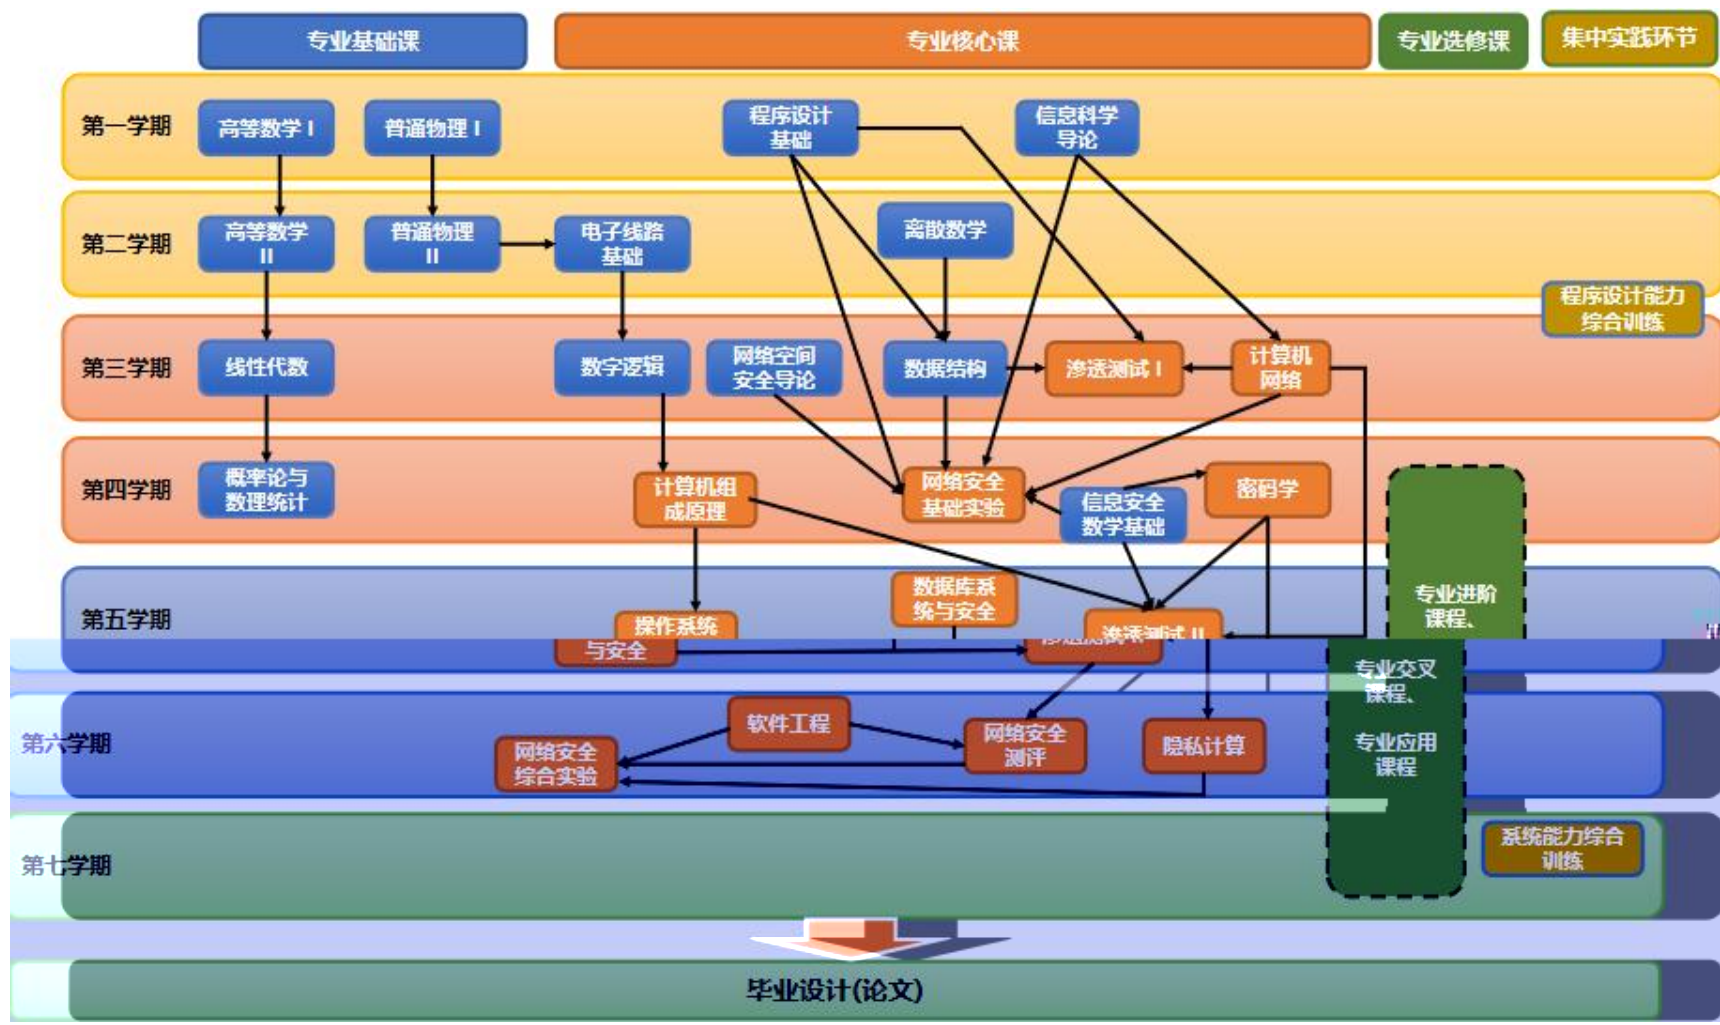 专业基础课
专业核心课
专业选修课
集中实践环节
第一学期
高等数学 I
普通物理 I
程序设计
基础
信息科学
导论
第二学期
高等数学
II
普通物理
II
电子线路
基础
离散数学
程序设计能力
综合训练
第三学期
线性代数
数字逻辑
网络空间
安全导论
数据结构
渗透测试 I
计算机
网络
第四学期
概率论与
数理统计
计算机组
成原理
网络安全
基础实验
信息安全
数学基础
密码学
第五学期
操作系统
与安全
数据库系
统与安全
渗透测试 II
专业进阶
课程、
专业交叉
课程、
专业应用
课程
第六学期
网络安全
综合实验
软件工程
网络安全
测评
隐私计算
第七学期
系统能力综合
训练
毕业设计(论文)